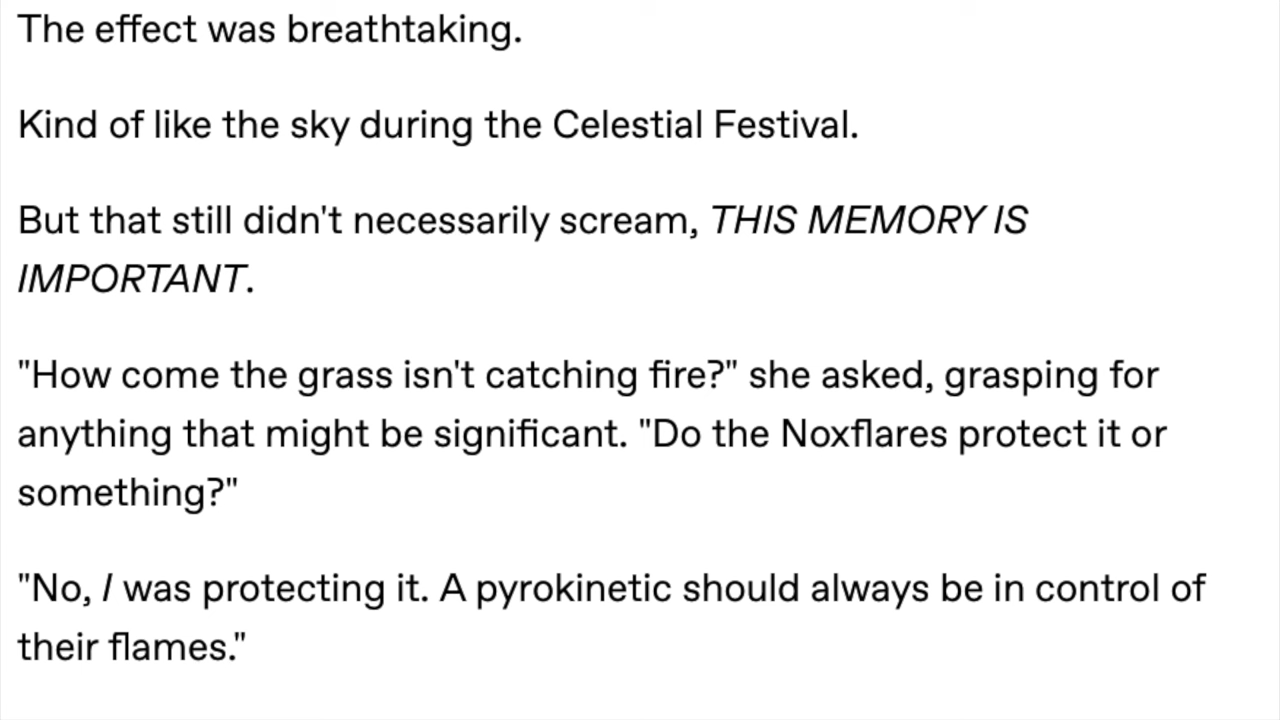 The effect was breathtaking.
Kind of like the sky during the Celestial Festival.
But that still didn't necessarily scream, THIS MEMORY IS
IMPORTANT.
"How come the grass isn't catching fire?" she asked, grasping for
anything that might be significant. "Do the Noxflares protect it or
something?"
"No, I was protecting it. A pyrokinetic should always be in control of
their flames."